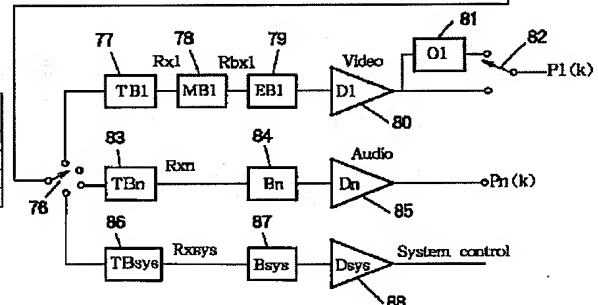 81
77 Rx1 78 Rbx1 79 Video O1 82
TB1 MB1 EB1 D1 P1(k)
80
83 84 Audio
76 TBn Rxn Bn Dn Pn(k)
85
86 87
TBsys Rxsys Bsys Dsys System control
88